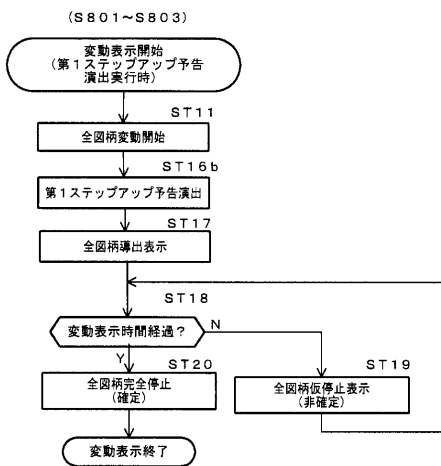 (S801～S803)
変動表示開始
(第1ステップアップ予告
演出実行時)
ST11
全図柄変動開始
ST16b
第1ステップアップ予告演出
ST17
全図柄導出表示
ST18
変動表示時間経過？
N
Y
ST20
全図柄完全停止
(確定)
ST19
全図柄仮停止表示
(非確定)
変動表示終了